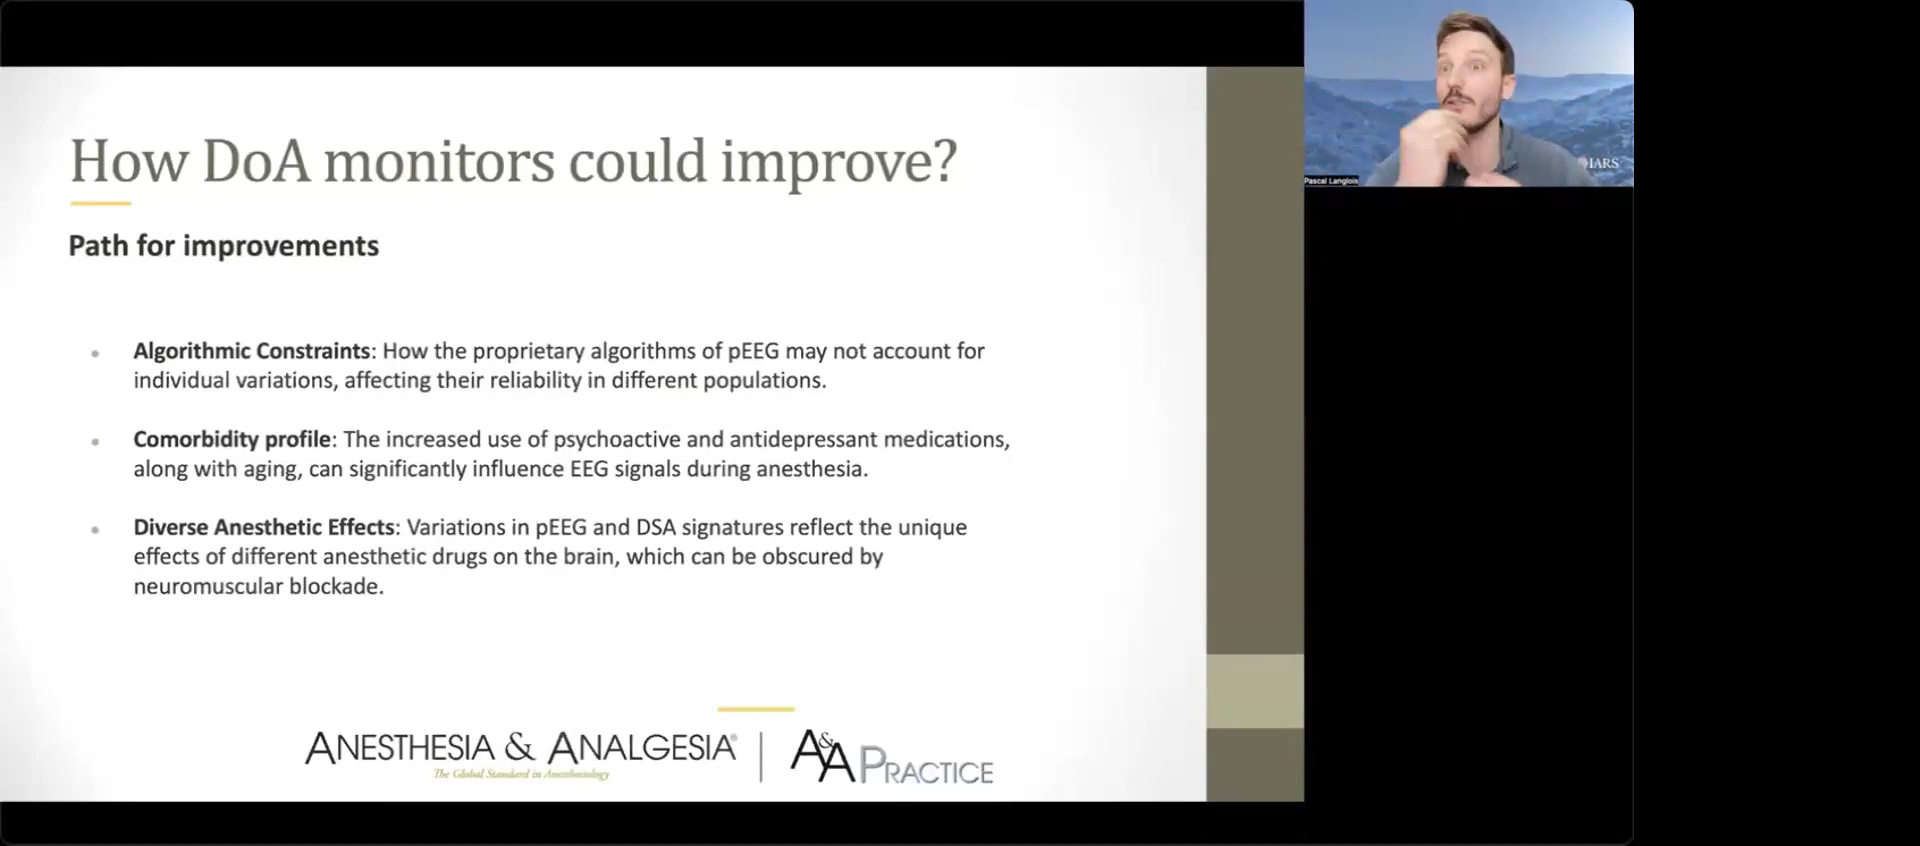 How DoA monitors could improve?
Path for improvements
Algorithmic Constraints: How the proprietary algorithms of pEEG may not account for
individual variations, affecting their reliability in different populations.
Comorbidity profile: The increased use of psychoactive and antidepressant medications,
along with aging, can significantly influence EEG signals during anesthesia.
Diverse Anesthetic Effects: Variations in pEEG and DSA signatures reflect the unique
effects of different anesthetic drugs on the brain, which can be obscured by
neuromuscular blockade.
ANESTHESIA & ANALGESIA®
The Global Standard in Anesthesiology
A&A PRACTICE
IARS
Pascal Langlois